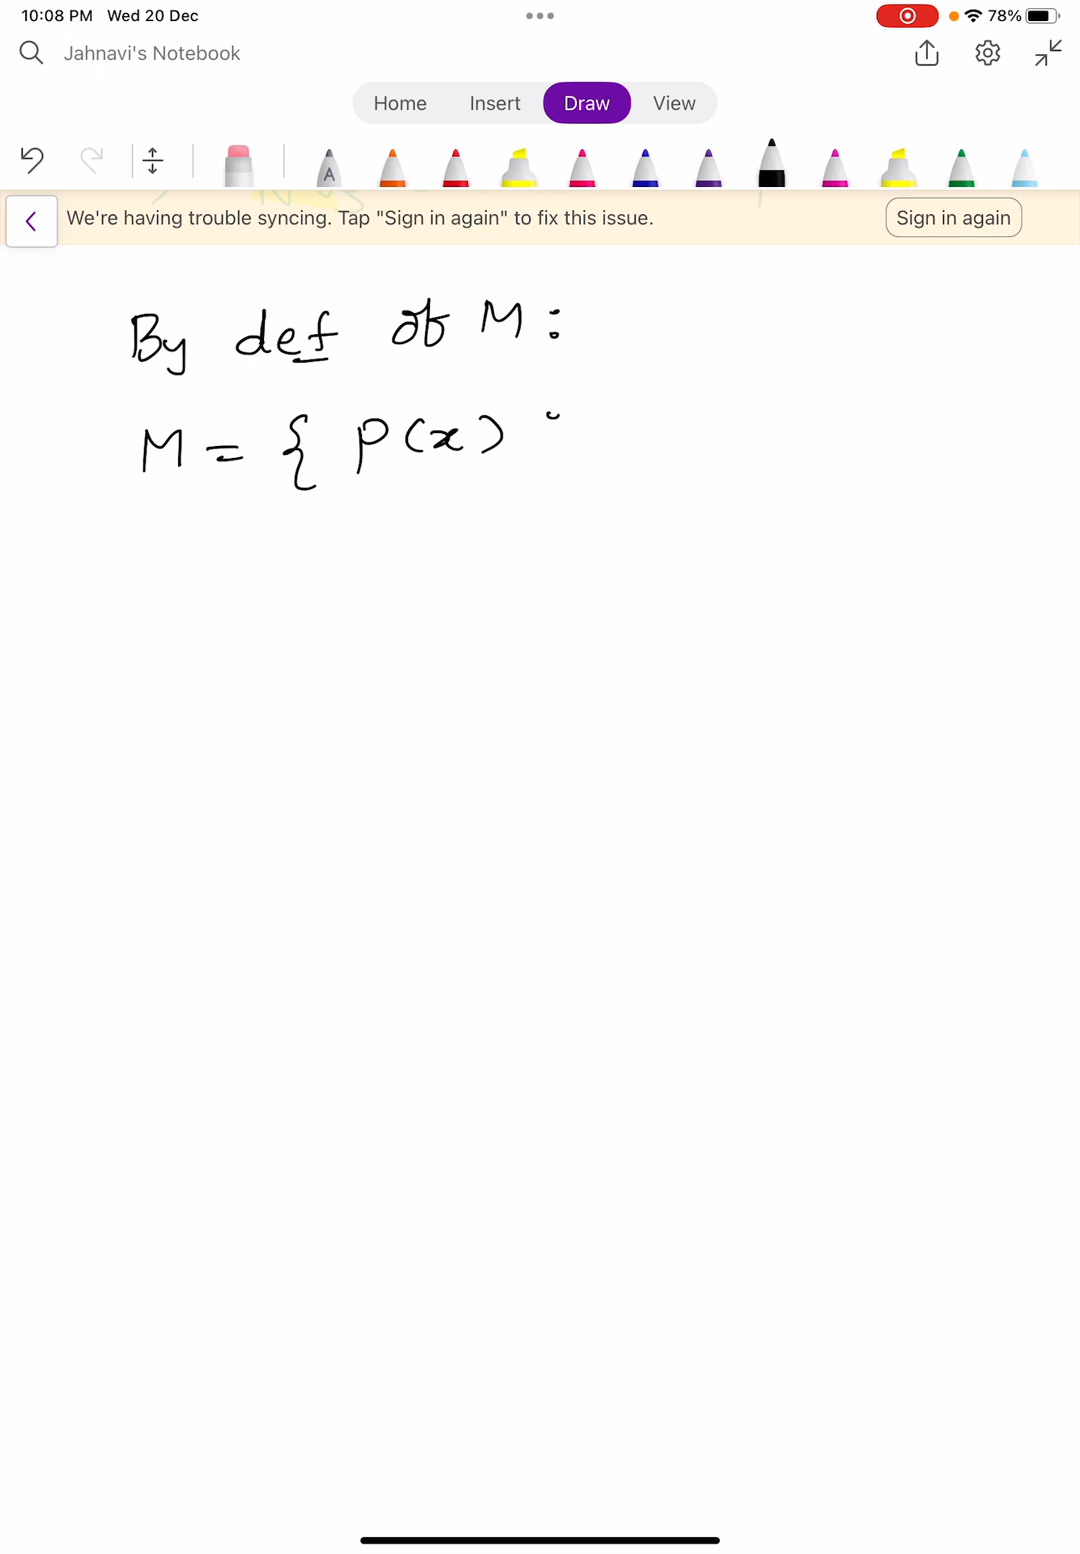 10:08 PM Wed 20 Dec 78%
Jahnavi's Notebook
Home Insert Draw View
A
We're having trouble syncing. Tap "Sign in again" to fix this issue. Sign in again
By def of M:
M = { P(x)